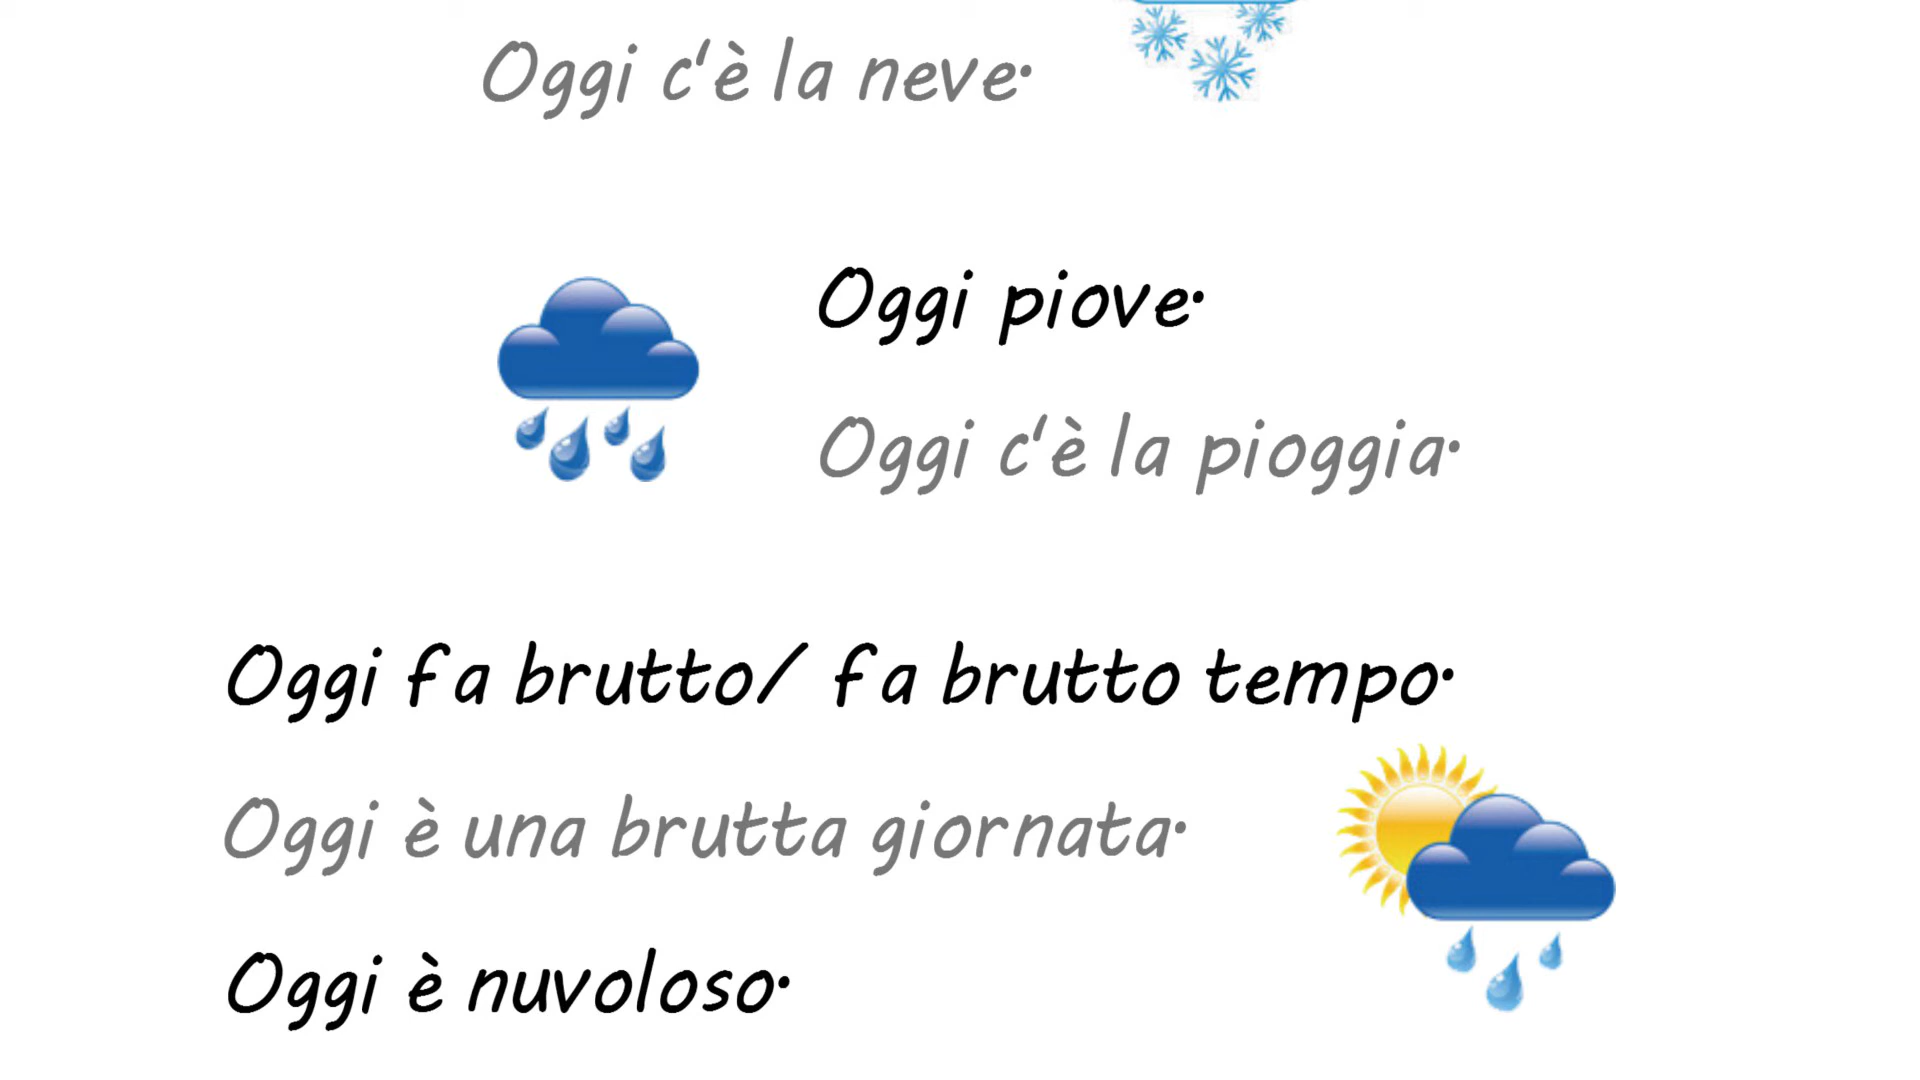 Oggi c'è la neve.
Oggi piove.
Oggi c'è la pioggia.
Oggi fa brutto/ fa brutto tempo.
Oggi è una brutta giornata.
Oggi è nuvoloso.